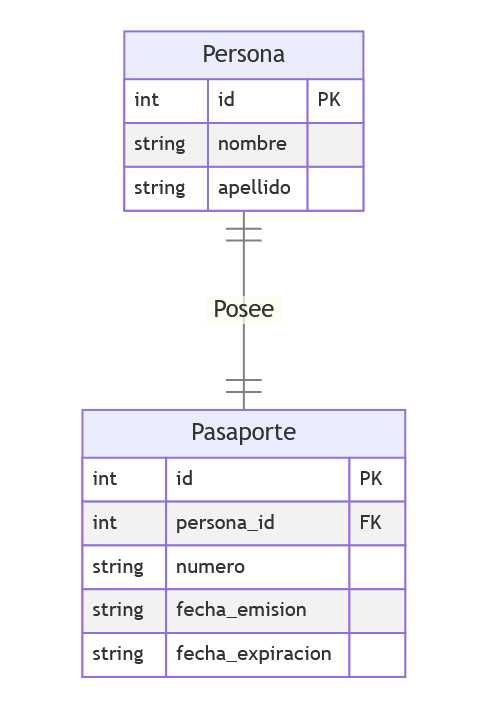 Persona
int id PK
string nombre
string apellido
Posee
Pasaporte
int id PK
int persona_id FK
string numero
string fecha_emision
string fecha_expiracion